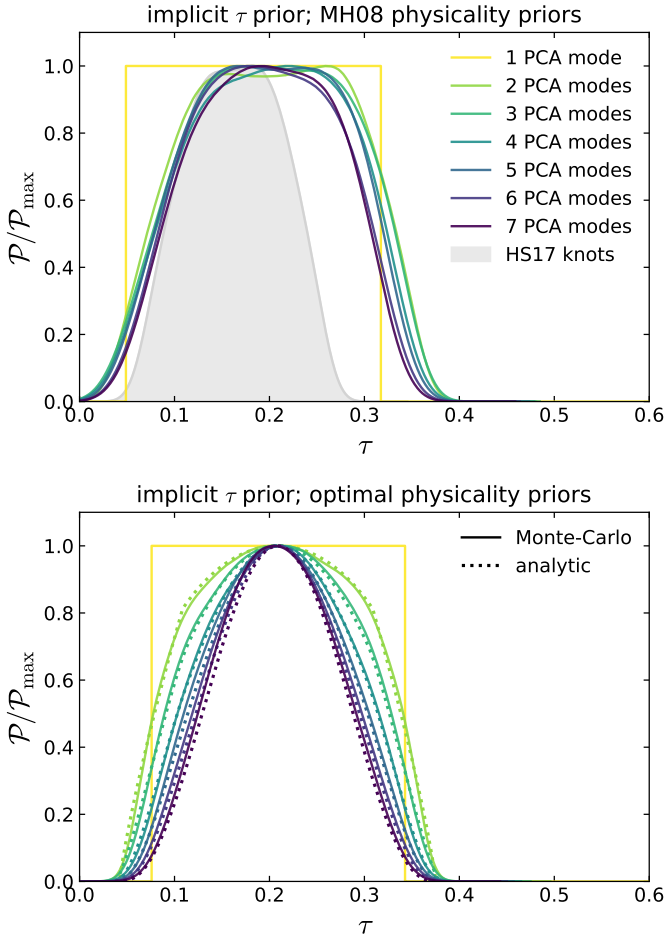 implicit τ prior; MH08 physicality priors
1.0
0.8
0.6
0.4
0.2
0.0
𝒫/𝒫max
1 PCA mode
2 PCA modes
3 PCA modes
4 PCA modes
5 PCA modes
6 PCA modes
7 PCA modes
HS17 knots
0.0 0.1 0.2 0.3 0.4 0.5 0.6
τ
implicit τ prior; optimal physicality priors
1.0
0.8
0.6
0.4
0.2
0.0
𝒫/𝒫max
Monte-Carlo
analytic
0.0 0.1 0.2 0.3 0.4 0.5 0.6
τ